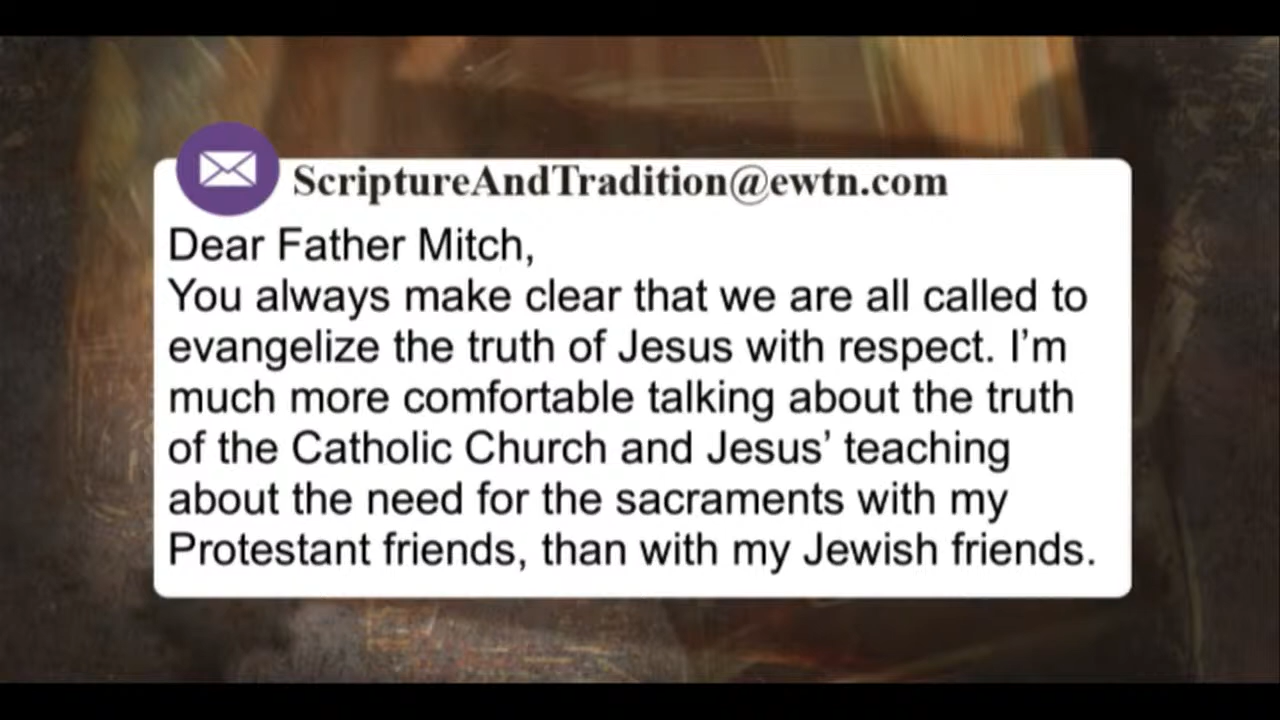 ScriptureAndTradition@ewtn.com
Dear Father Mitch,
You always make clear that we are all called to
evangelize the truth of Jesus with respect. I’m
much more comfortable talking about the truth
of the Catholic Church and Jesus’ teaching
about the need for the sacraments with my
Protestant friends, than with my Jewish friends.